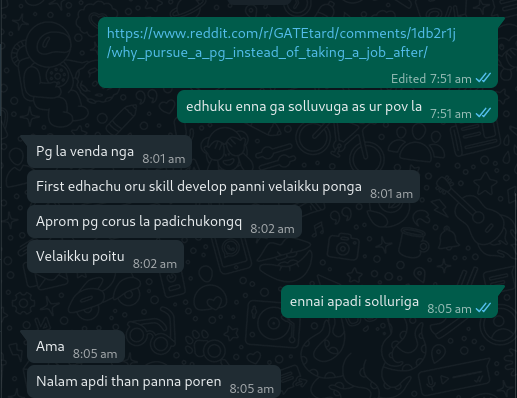 https://www.reddit.com/r/GATEtard/comments/1db2r1j
/why_pursue_a_pg_instead_of_taking_a_job_after/
Edited 7:51 am
edhuku enna ga solluvuga as ur pov la 7:51 am
Pg la venda nga 8:01 am
First edhachu oru skill develop panni velaikku ponga 8:01 am
Aprom pg corus la padichukongq 8:02 am
Velaikku poitu 8:02 am
ennai apadi solluriga 8:05 am
Ama 8:05 am
Nalam apdi than panna poren 8:05 am